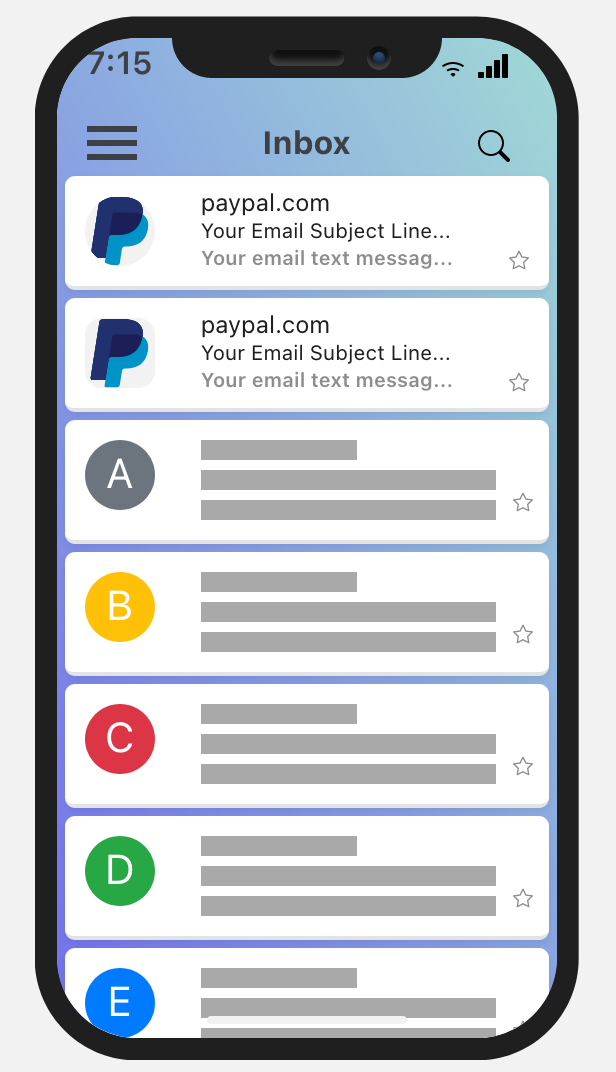 7:15
Inbox
paypal.com
Your Email Subject Line...
Your email text messag...
paypal.com
Your Email Subject Line...
Your email text messag...
A
B
C
D
E